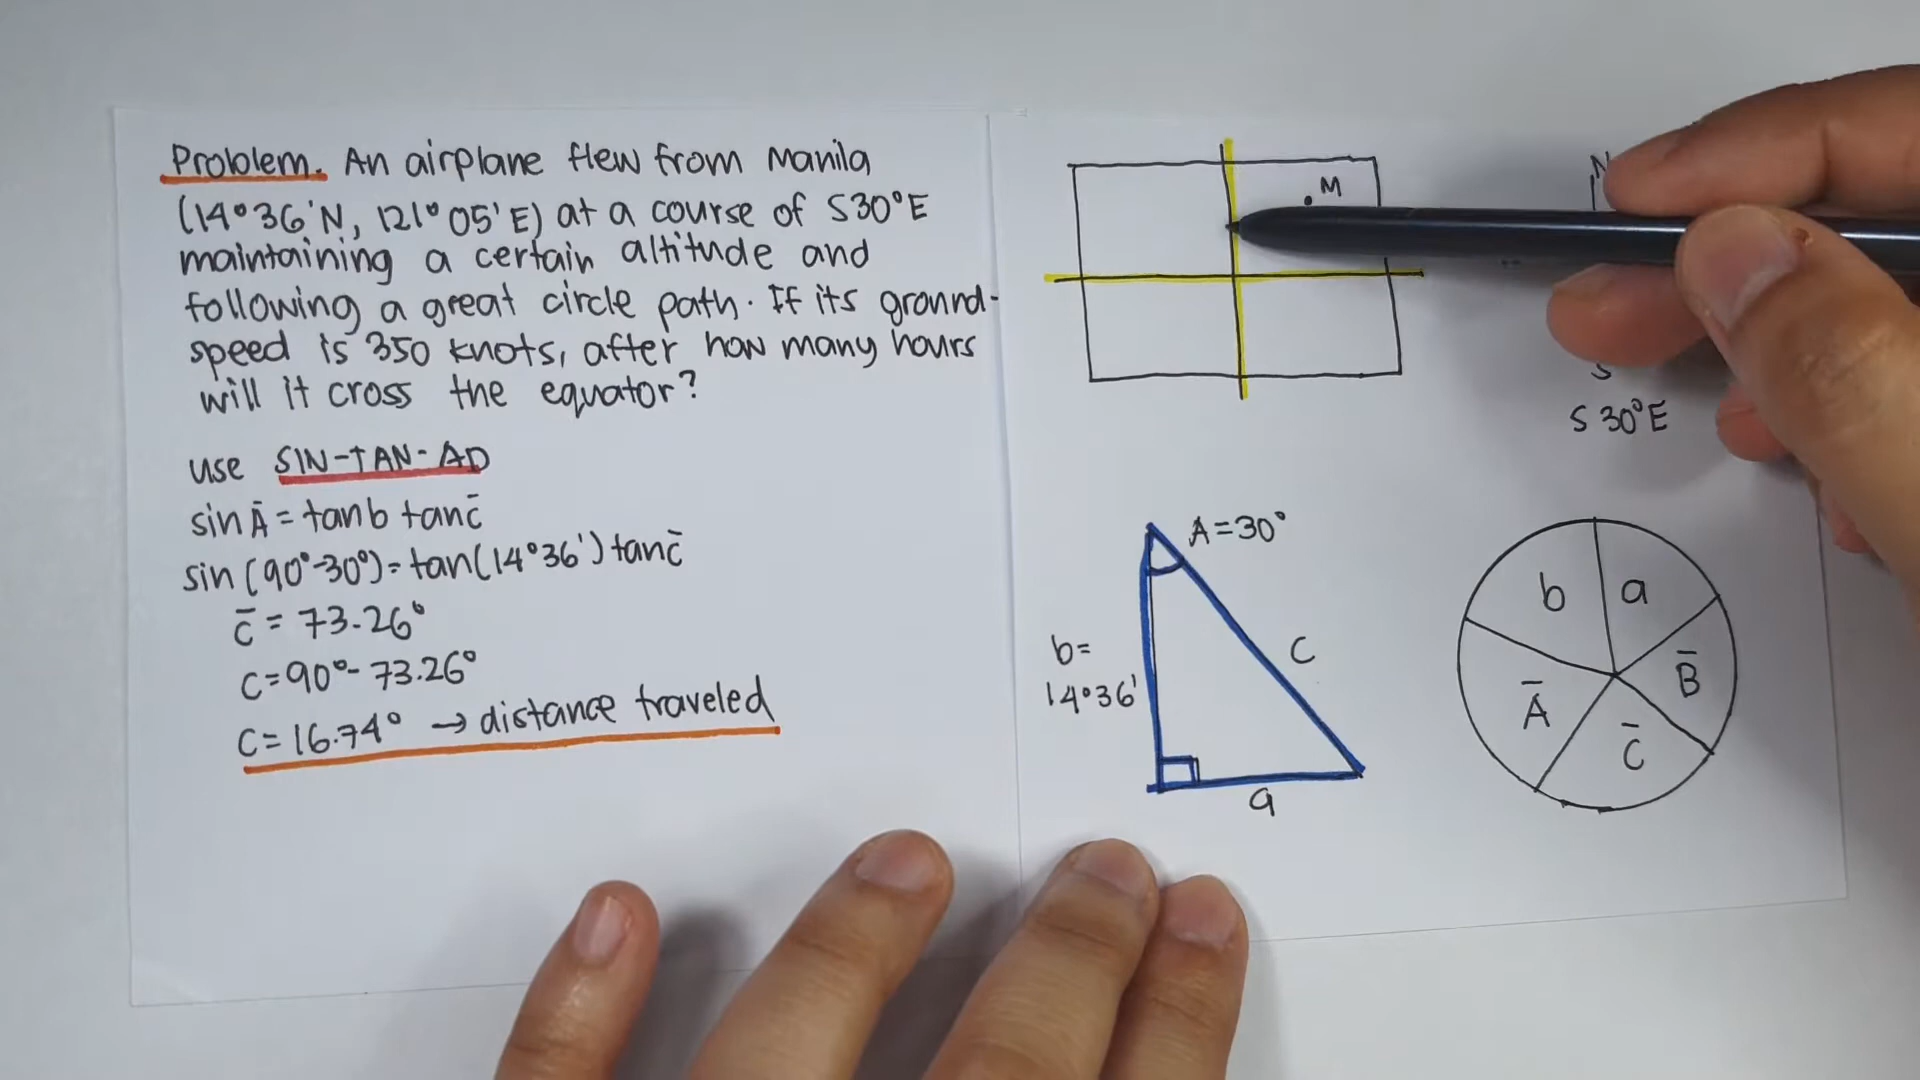 Problem. An airplane flew from Manila
(14°36'N, 121°05'E) at a course of S30°E
maintaining a certain altitude and
following a great circle path. If its ground-
speed is 350 knots, after how many hours
will it cross the equator?
use SIN-TAN-AD
sin Ā = tan b tan c̄
sin (90°-30°) = tan(14°36') tan c̄
c̄ = 73.26°
C = 90° - 73.26°
C = 16.74° → distance traveled
M
N
S
S 30°E
A = 30°
b =
14°36'
C
a
b
a
Ā
B̄
C̄